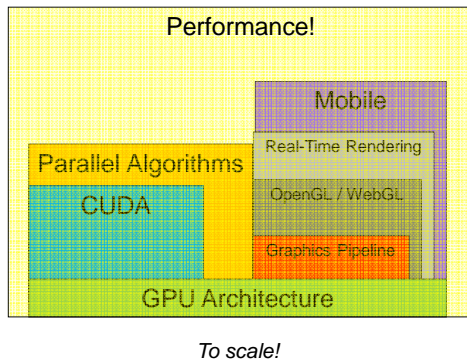 Performance!
Mobile
Real-Time Rendering
Parallel Algorithms
OpenGL / WebGL
CUDA
Graphics Pipeline
GPU Architecture
To scale!